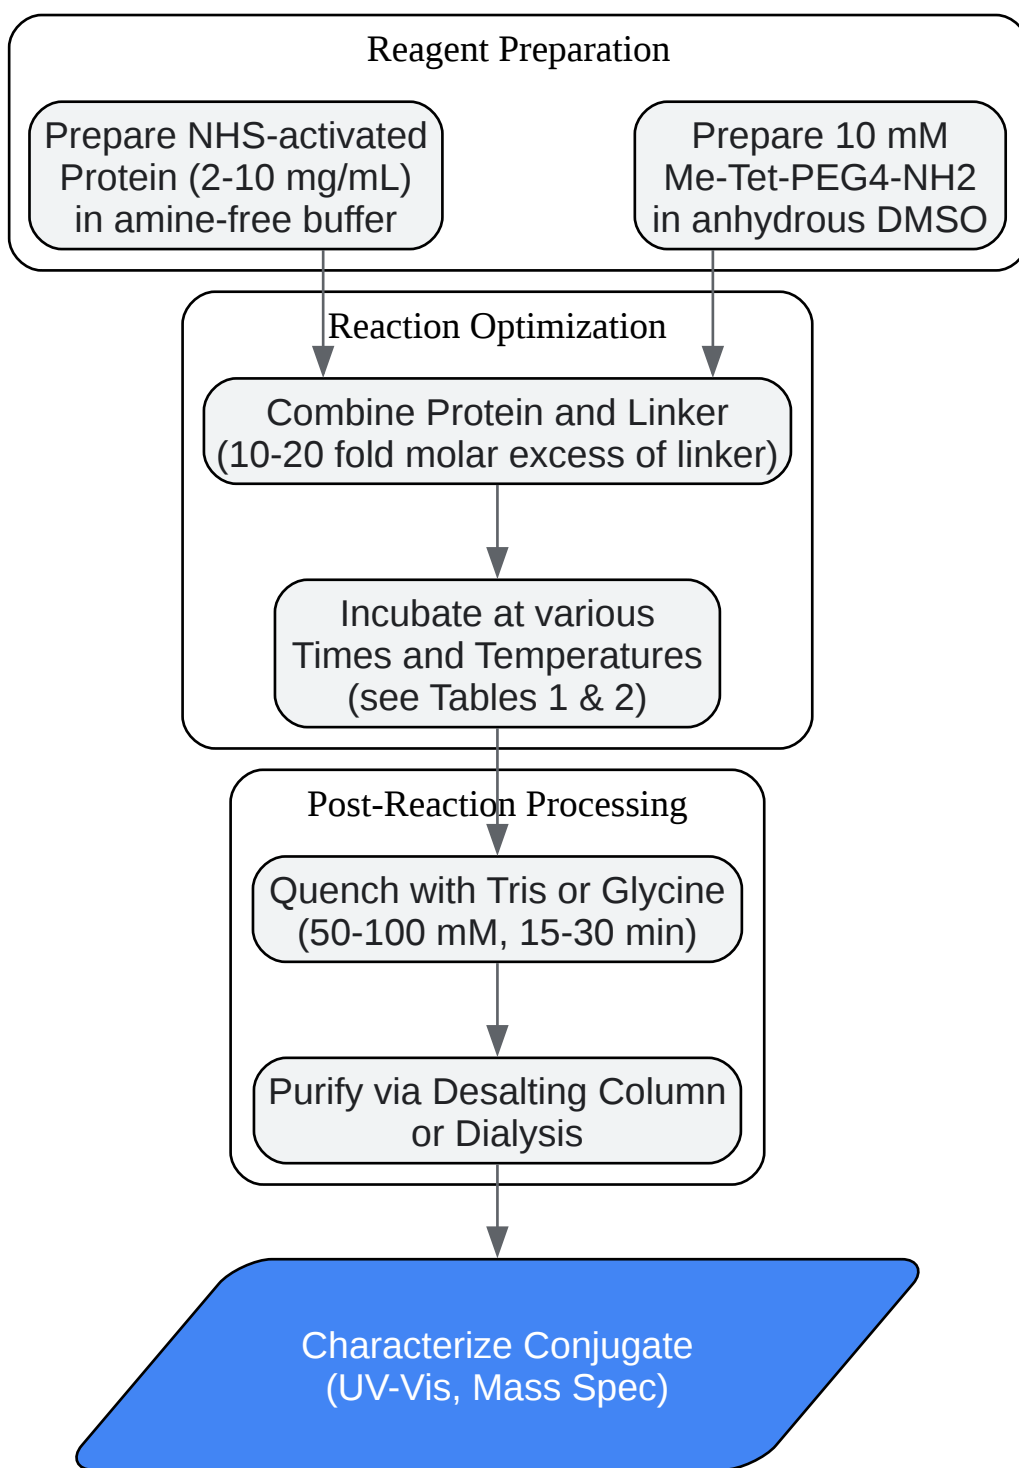 Reagent Preparation
Prepare NHS-activated
Protein (2-10 mg/mL)
in amine-free buffer
Prepare 10 mM
Me-Tet-PEG4-NH2
in anhydrous DMSO
Reaction Optimization
Combine Protein and Linker
(10-20 fold molar excess of linker)
Incubate at various
Times and Temperatures
(see Tables 1 & 2)
Post-Reaction Processing
Quench with Tris or Glycine
(50-100 mM, 15-30 min)
Purify via Desalting Column
or Dialysis
Characterize Conjugate
(UV-Vis, Mass Spec)